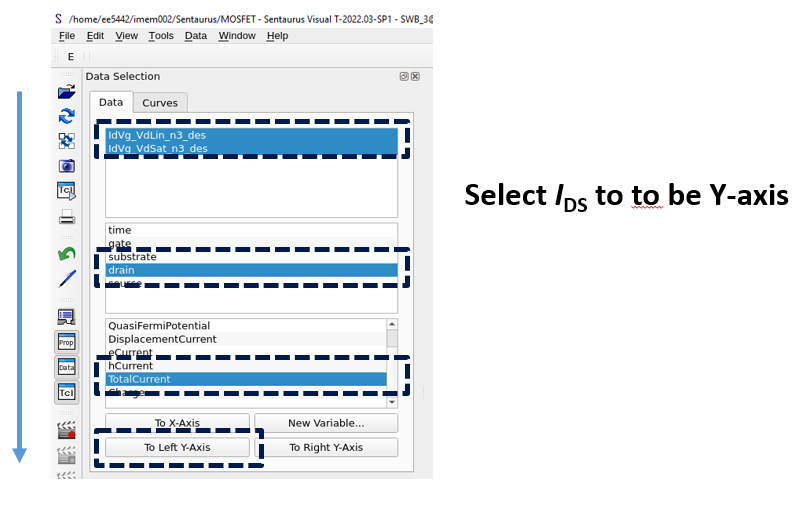 /home/ee5442/imem002/Sentaurus/MOSFET - Sentaurus Visual T-2022.03-SP1 - SWB_3@
File Edit View Tools Data Window Help
E
Data Selection
Data Curves
IdVg_VdLin_n3_des
IdVg_VdSat_n3_des
time
gate
substrate
drain
source
QuasiFermiPotential
DisplacementCurrent
eCurrent
hCurrent
TotalCurrent
Charge
To X-Axis New Variable...
To Left Y-Axis To Right Y-Axis
Tcl
Prop
Data
Tcl
Select IDS to to be Y-axis